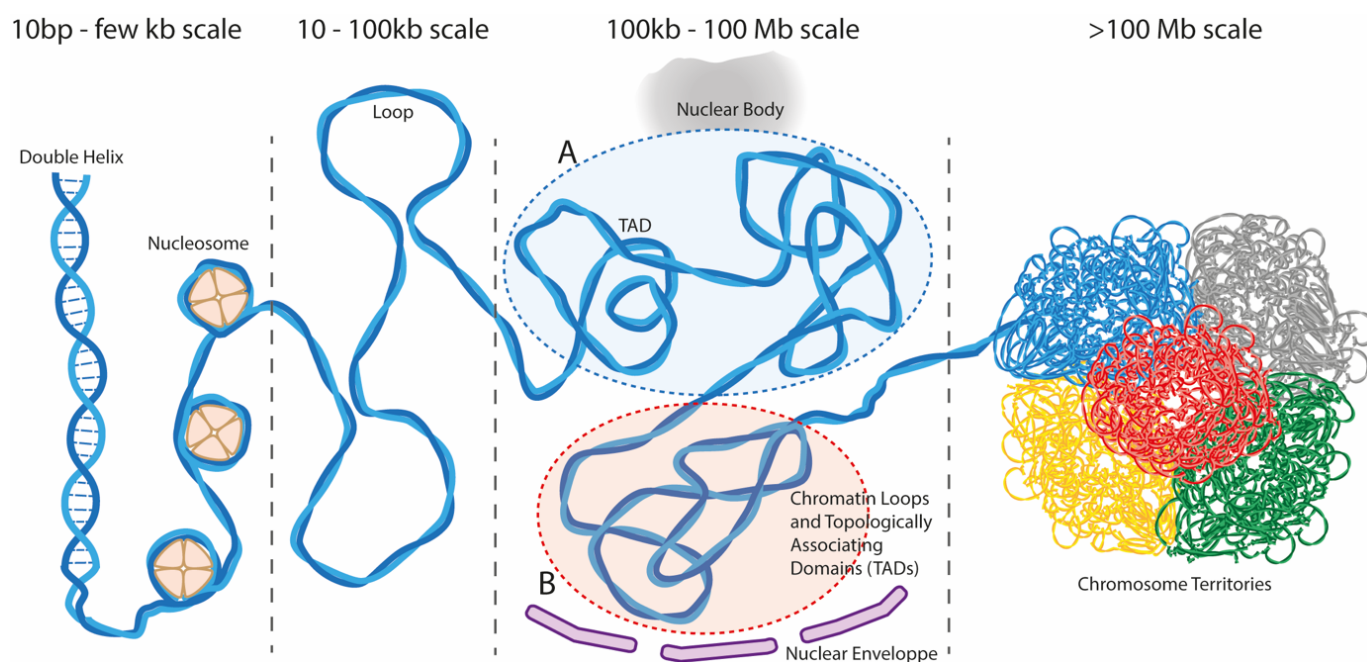 10bp - few kb scale
10 - 100kb scale
100kb - 100 Mb scale
>100 Mb scale
Nuclear Body
Loop
A
Double Helix
TAD
Nucleosome
Chromatin Loops
and Topologically
Associating
Domains (TADs)
B
Chromosome Territories
Nuclear Enveloppe